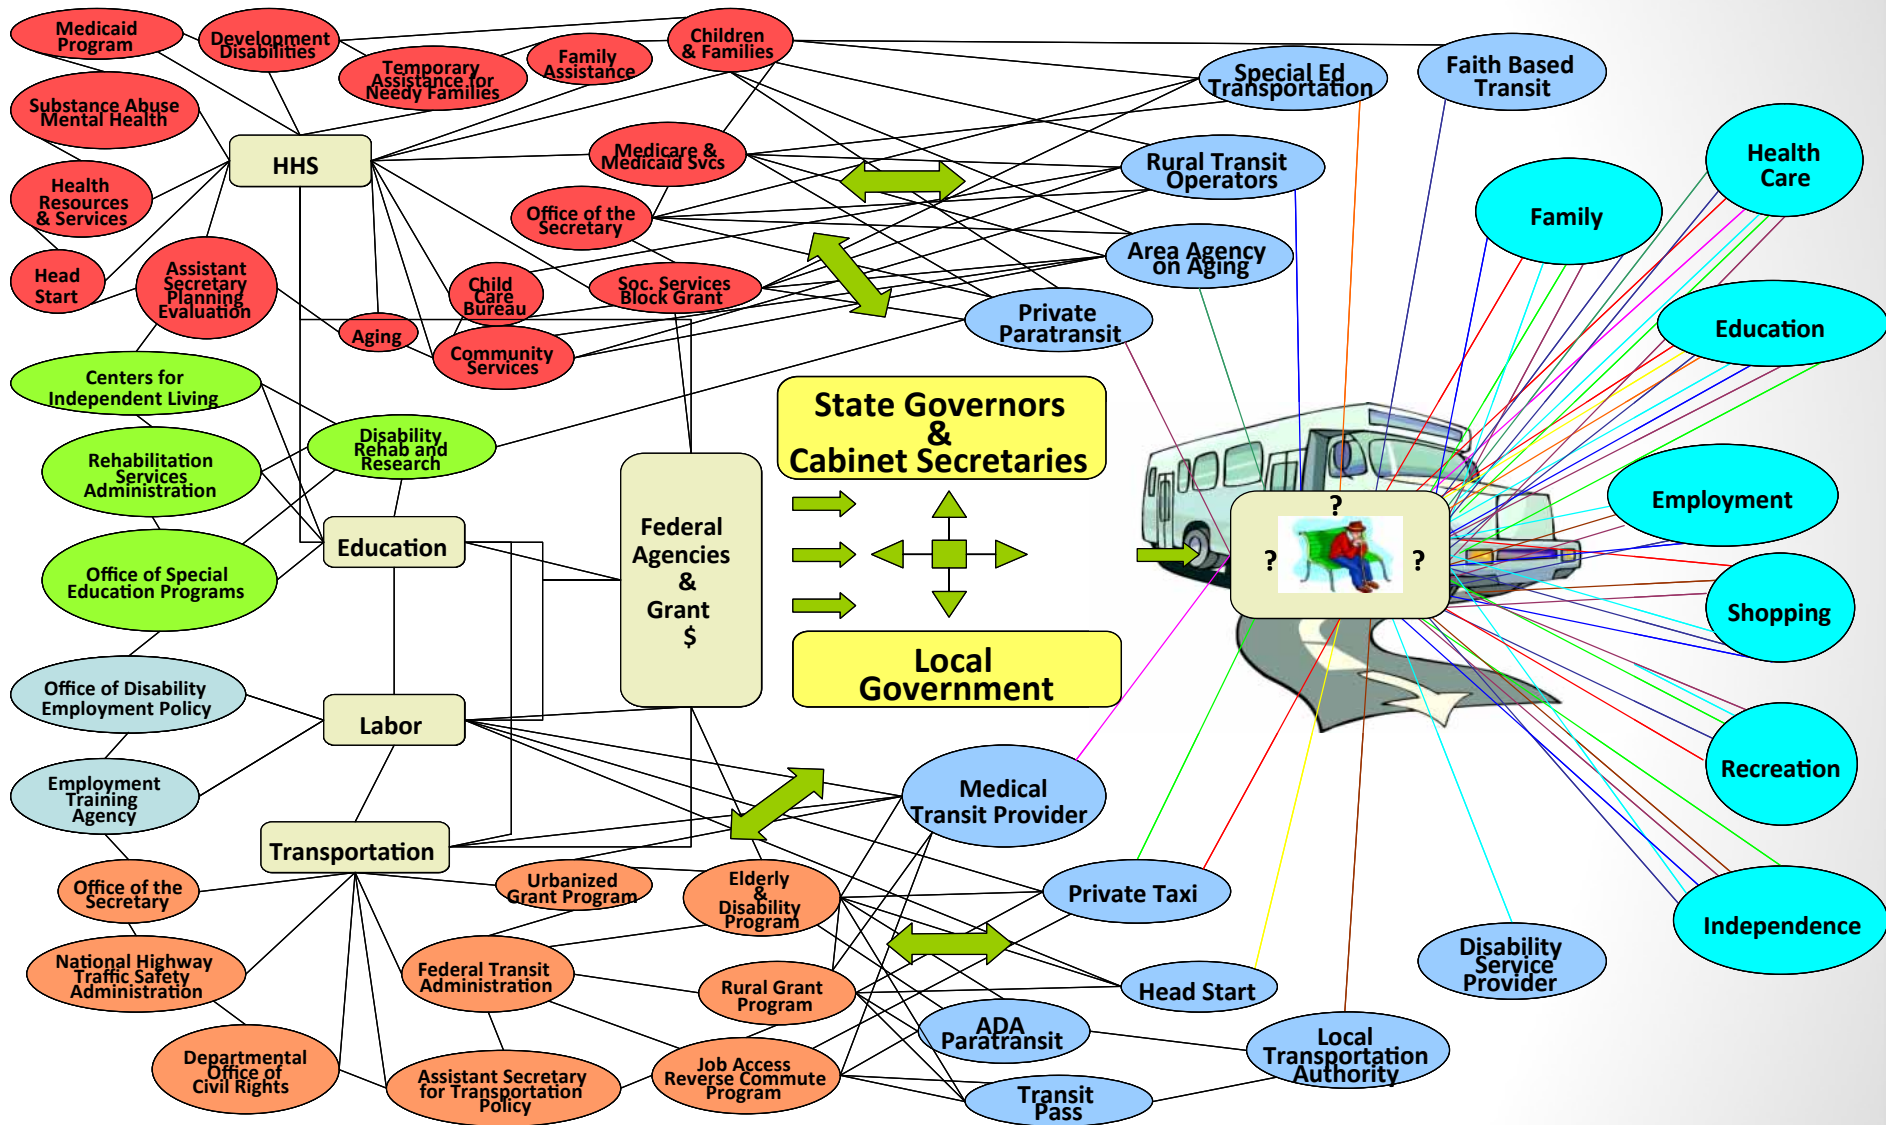 Medicaid
Program
Development
Disabilities
Temporary
Assistance for
Needy Families
Family
Assistance
Children
& Families
Substance Abuse
Mental Health
HHS
Medicare &
Medicaid Svcs
Health
Resources
& Services
Office of the
Secretary
Head
Start
Assistant
Secretary
Planning
Evaluation
Aging
Child
Care
Bureau
Soc. Services
Block Grant
Community
Services
Special Ed
Transportation
Faith Based
Transit
Rural Transit
Operators
Area Agency
on Aging
Private
Paratransit
Health
Care
Family
Education
Employment
Shopping
Recreation
Independence
Centers for
Independent Living
Disability
Rehab and
Research
Rehabilitation
Services
Administration
Education
Office of Special
Education Programs
Federal
Agencies
&
Grant
$
State Governors
&
Cabinet Secretaries
Local
Government
?
?
?
Office of Disability
Employment Policy
Labor
Employment
Training
Agency
Transportation
Medical
Transit Provider
Private Taxi
Head Start
Disability
Service
Provider
Local
Transportation
Authority
ADA
Paratransit
Transit
Pass
Office of the
Secretary
Urbanized
Grant Program
Elderly
&
Disability
Program
National Highway
Traffic Safety
Administration
Federal Transit
Administration
Rural Grant
Program
Departmental
Office of
Civil Rights
Assistant Secretary
for Transportation
Policy
Job Access
Reverse Commute
Program